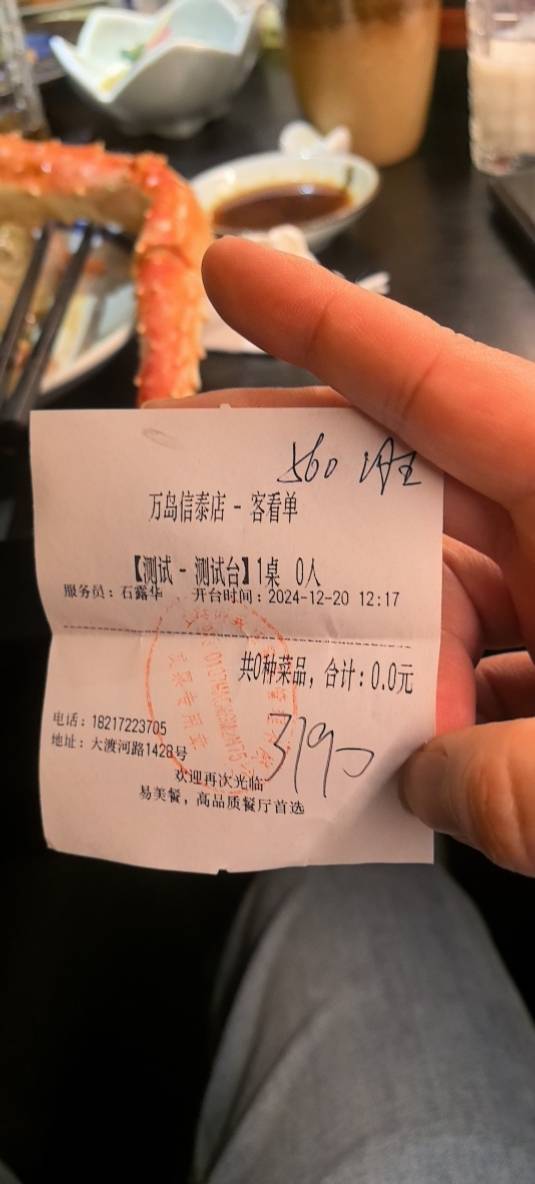 560
万岛信泰店 - 客看单
【测试 - 测试台】1桌 0人
服务员：石露华 开台时间：2024-12-20 12:17
共0种菜品，合计：0.0元
电话：18217223705
地址：大渡河路1428号
欢迎再次光临
易美餐，高品质餐厅首选